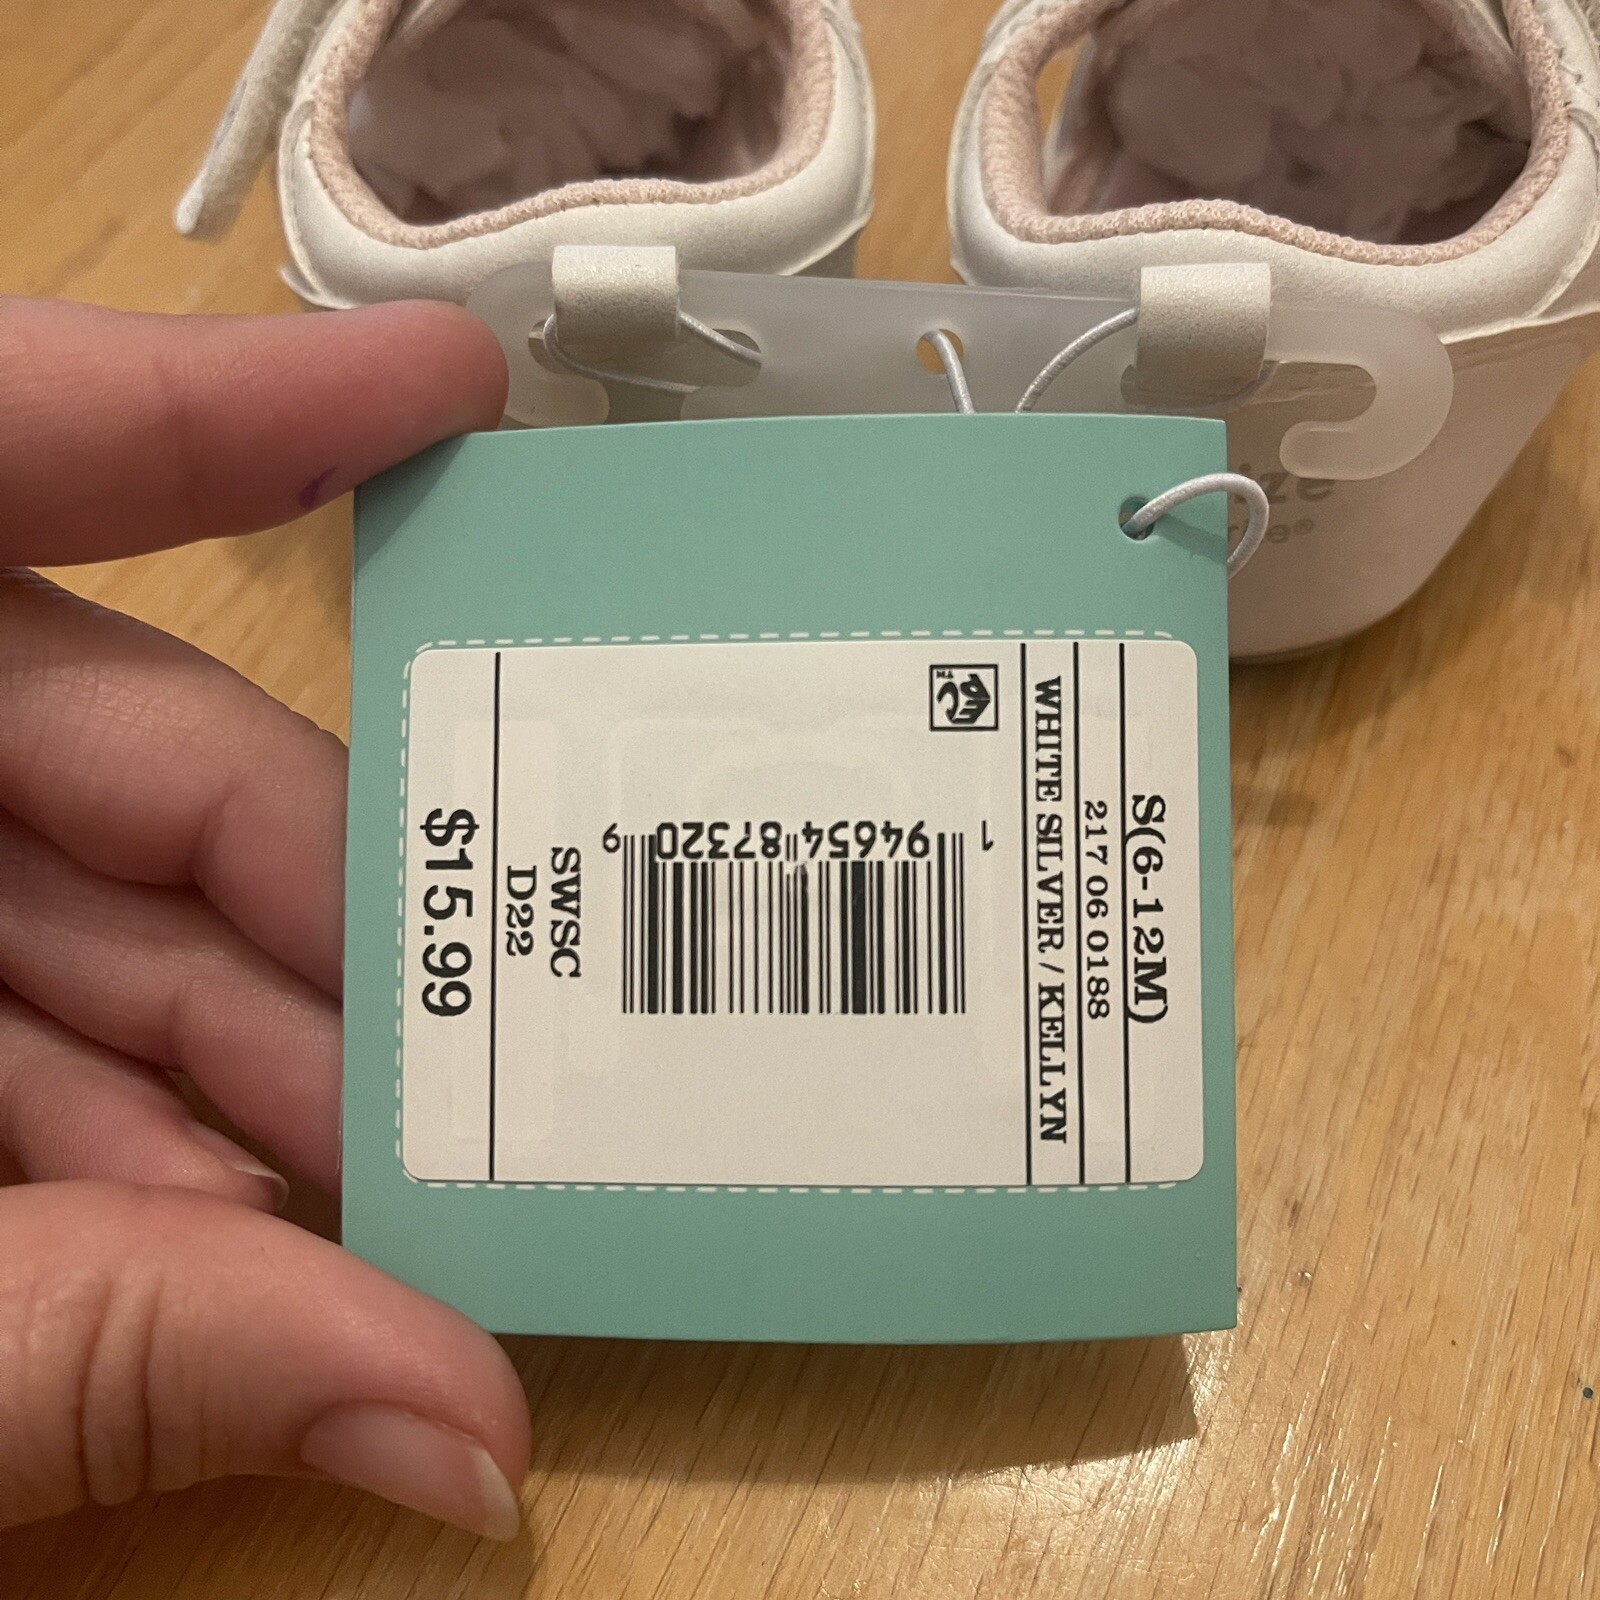 S(6-12M)
217 06 0188
WHITE SILVER / KELLYN
1 94654 87320 9
SWSC
D22
$15.99